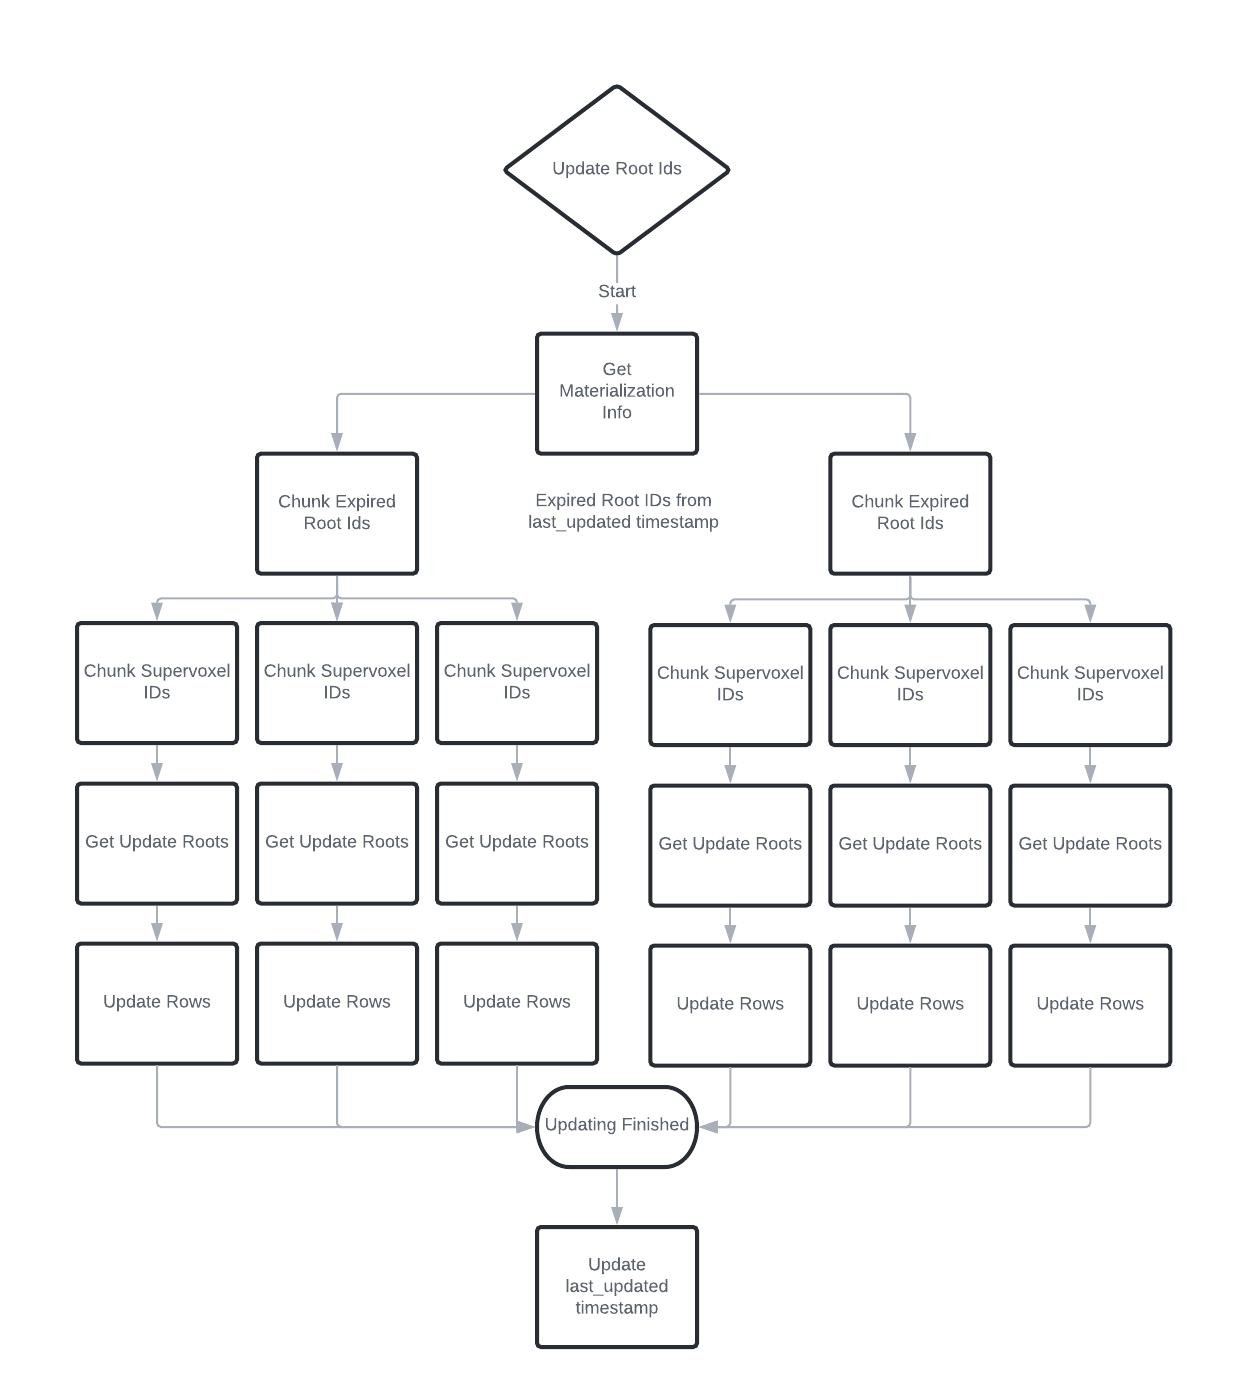 Update Root Ids
Start
Get
Materialization
Info
Chunk Expired
Root Ids
Expired Root IDs from
last_updated timestamp
Chunk Expired
Root Ids
Chunk Supervoxel
IDs
Chunk Supervoxel
IDs
Chunk Supervoxel
IDs
Chunk Supervoxel
IDs
Chunk Supervoxel
IDs
Chunk Supervoxel
IDs
Get Update Roots
Get Update Roots
Get Update Roots
Get Update Roots
Get Update Roots
Get Update Roots
Update Rows
Update Rows
Update Rows
Update Rows
Update Rows
Update Rows
Updating Finished
Update
last_updated
timestamp